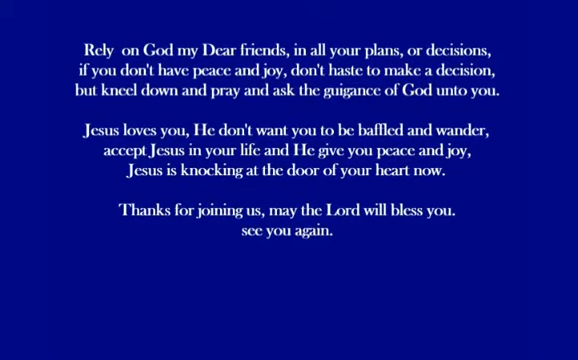 Rely on God my Dear friends, in all your plans, or decisions,
if you don't have peace and joy, don't haste to make a decision,
but kneel down and pray and ask the guigance of God unto you.
Jesus loves you, He don't want you to be baffled and wander,
accept Jesus in your life and He give you peace and joy,
Jesus is knocking at the door of your heart now.
Thanks for joining us, may the Lord will bless you.
see you again.